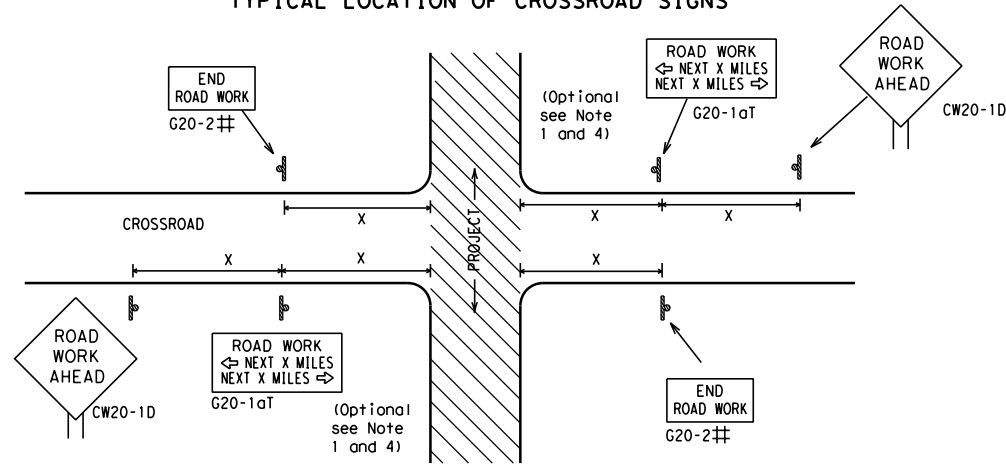 TYPICAL LOCATION OF CROSSROAD SIGNS
END
ROAD WORK
G20-2⌗
(Optional
see Note
1 and 4)
ROAD WORK
⇦ NEXT X MILES
NEXT X MILES ⇨
G20-1aT
ROAD
WORK
AHEAD
CW20-1D
X
X
X
CROSSROAD
PROJECT
X
X
X
ROAD
WORK
AHEAD
CW20-1D
ROAD WORK
⇦ NEXT X MILES
NEXT X MILES ⇨
G20-1aT
(Optional
see Note
1 and 4)
END
ROAD WORK
G20-2⌗